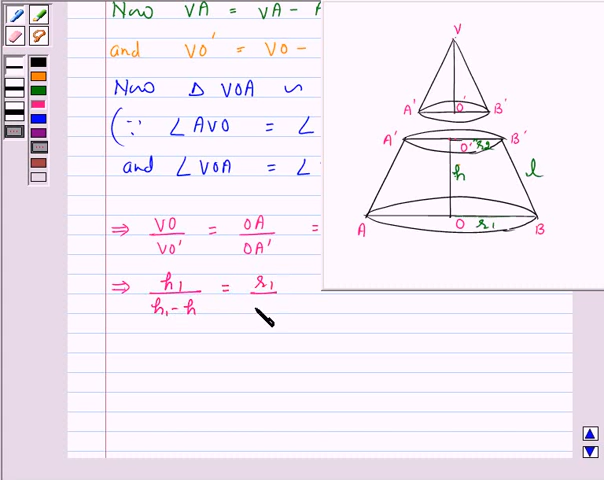 Now VA = VA -
and VO' = VO -
Now Δ VOA ∽
(∵ ∠AVO = ∠
and ∠VOA = ∠
⇒ VO/VO' = OA/OA' =
⇒ h₁/h₁-h = r₁
V
A' O' B'
A' O' r₂ B'
h l
A O r₁ B